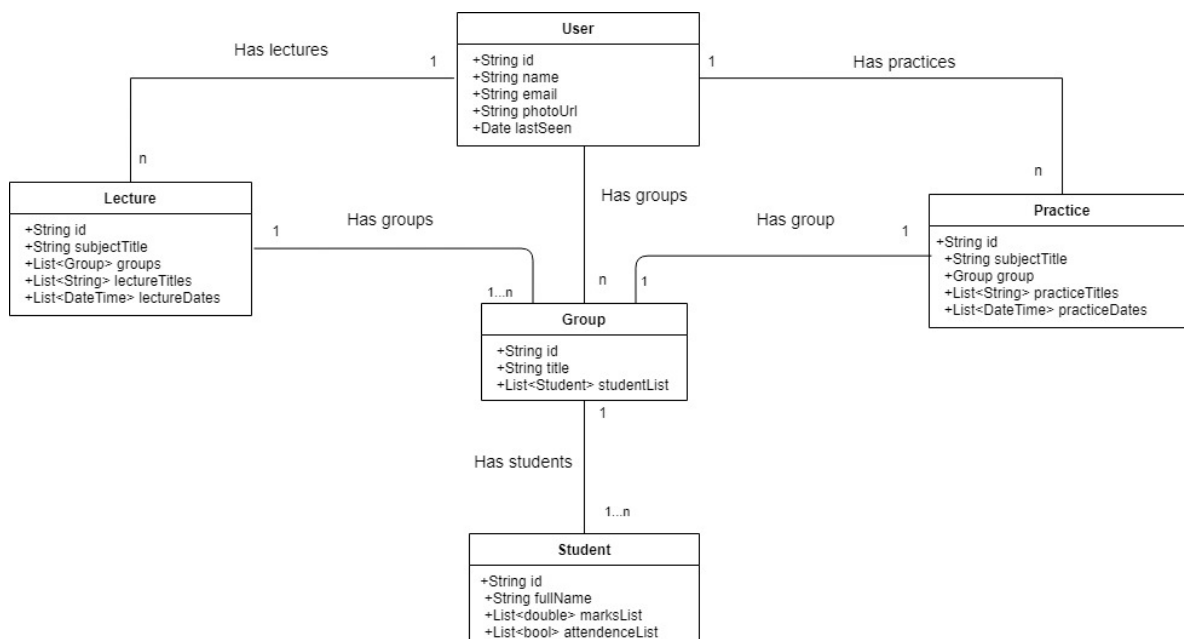 User
+String id
+String name
+String email
+String photoUrl
+Date lastSeen
Has lectures
1
n
1
Has practices
n
Lecture
+String id
+String subjectTitle
+List<Group> groups
+List<String> lectureTitles
+List<DateTime> lectureDates
1
Has groups
1...n
Has groups
n
Has group
1
1
Practice
+String id
+String subjectTitle
+Group group
+List<String> practiceTitles
+List<DateTime> practiceDates
Group
+String id
+String title
+List<Student> studentList
1
Has students
1...n
Student
+String id
+String fullName
+List<double> marksList
+List<bool> attendenceList